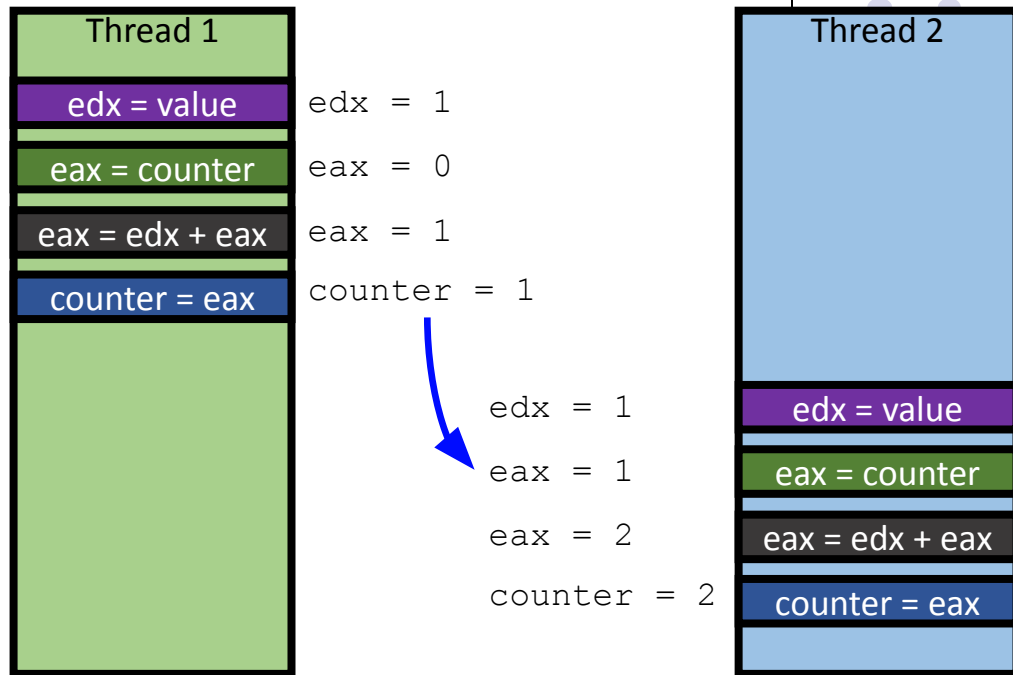 Thread 1
Thread 2
edx = value
edx = 1
eax = counter
eax = 0
eax = edx + eax
eax = 1
counter = eax
counter = 1
edx = 1
edx = value
eax = 1
eax = counter
eax = 2
eax = edx + eax
counter = 2
counter = eax